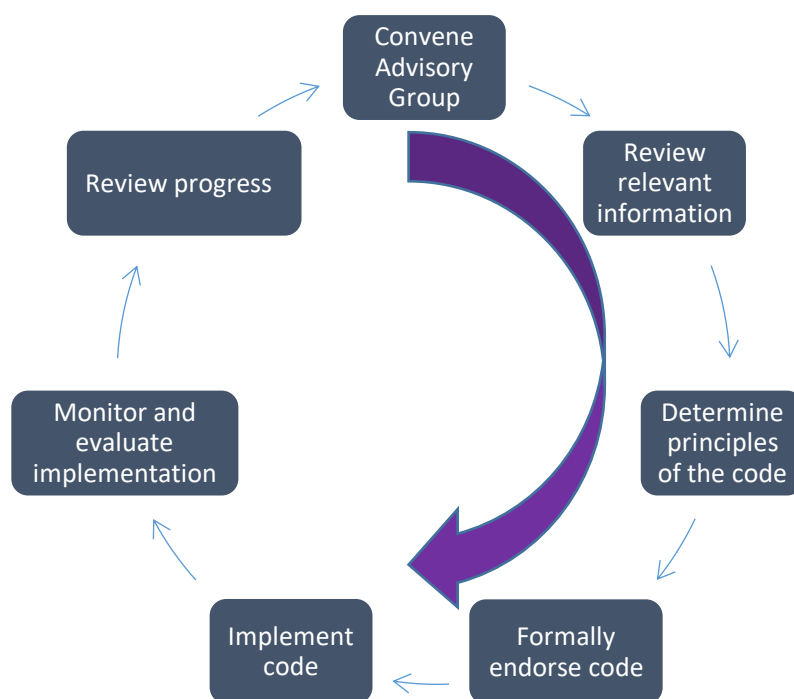 Convene
Advisory
Group
Review
relevant
information
Determine
principles
of the code
Formally
endorse code
Implement
code
Monitor and
evaluate
implementation
Review progress